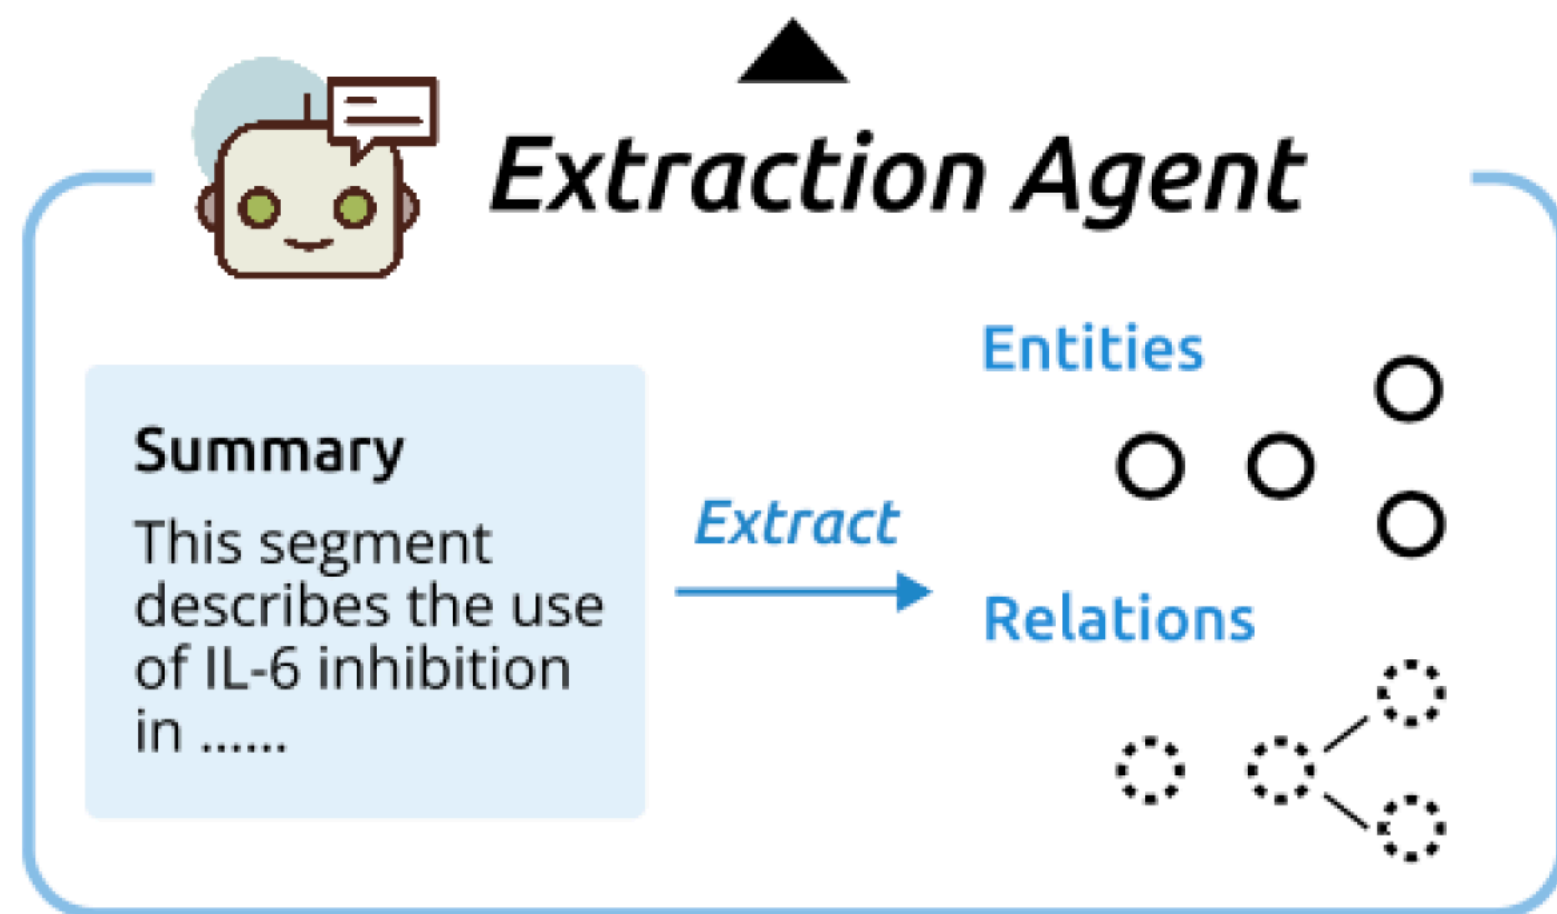 Extraction Agent
Entities
Summary
This segment
describes the use
of IL-6 inhibition
in ......
Extract
Relations